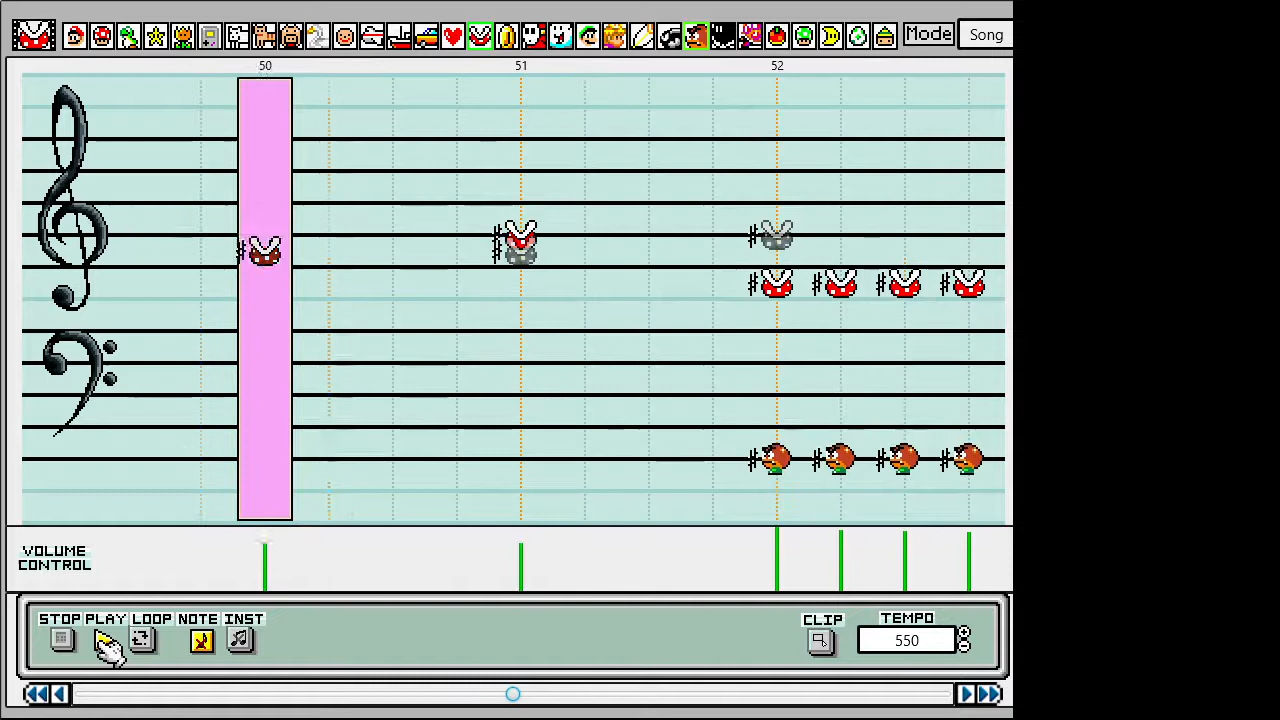 Mode Song
50 51 52
VOLUME
CONTROL
STOP PLAY LOOP NOTE INST CLIP TEMPO
550